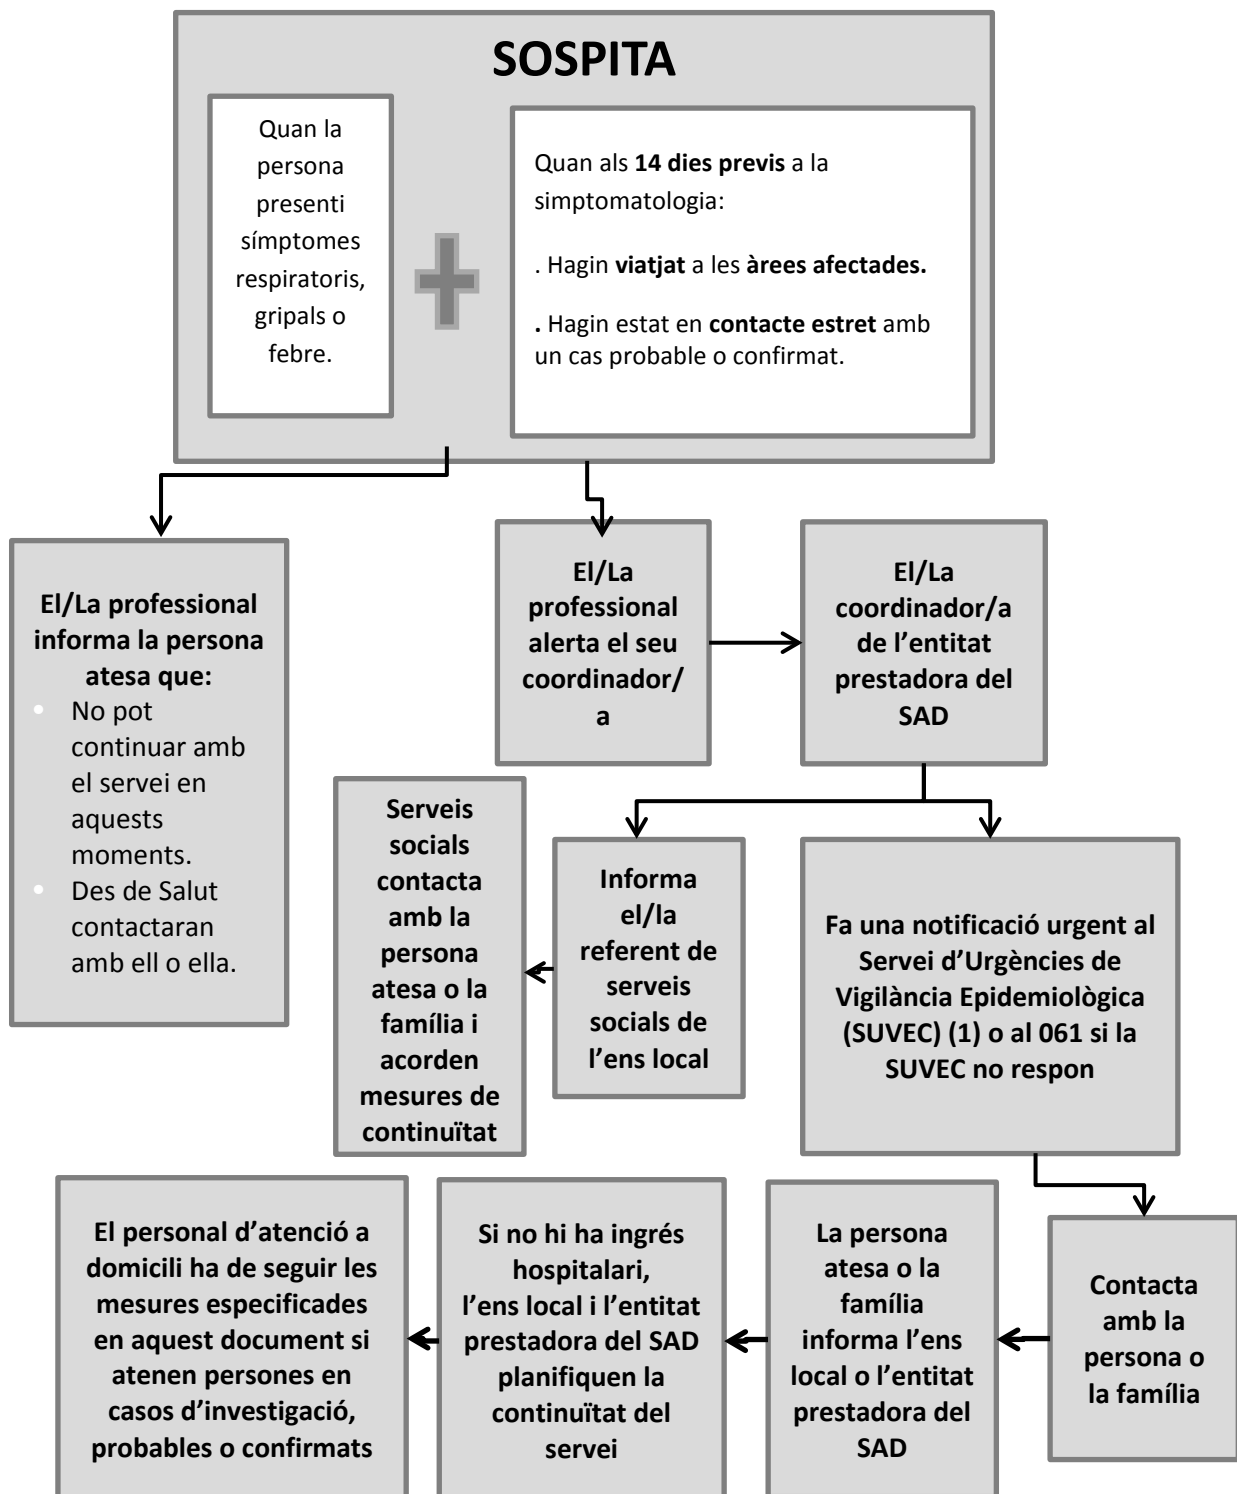 SOSPITA
Quan la
persona
presenti
símptomes
respiratoris,
gripals o
febre.
Quan als 14 dies previs a la
simptomatologia:
. Hagin viatjat a les àrees afectades.
. Hagin estat en contacte estret amb
un cas probable o confirmat.
El/La professional
informa la persona
atesa que:
• No pot
continuar amb
el servei en
aquests
moments.
• Des de Salut
contactaran
amb ell o ella.
El/La
professional
alerta el seu
coordinador/
a
El/La
coordinador/a
de l’entitat
prestadora del
SAD
Serveis
socials
contacta
amb la
persona
atesa o la
família i
acorden
mesures de
continuïtat
Informa
el/la
referent de
serveis
socials de
l’ens local
Fa una notificació urgent al
Servei d’Urgències de
Vigilància Epidemiològica
(SUVEC) (1) o al 061 si la
SUVEC no respon
El personal d’atenció a
domicili ha de seguir les
mesures especificades
en aquest document si
atenen persones en
casos d’investigació,
probables o confirmats
Si no hi ha ingrés
hospitalari,
l’ens local i l’entitat
prestadora del SAD
planifiquen la
continuïtat del
servei
La persona
atesa o la
família
informa l’ens
local o l’entitat
prestadora del
SAD
Contacta
amb la
persona o
la família